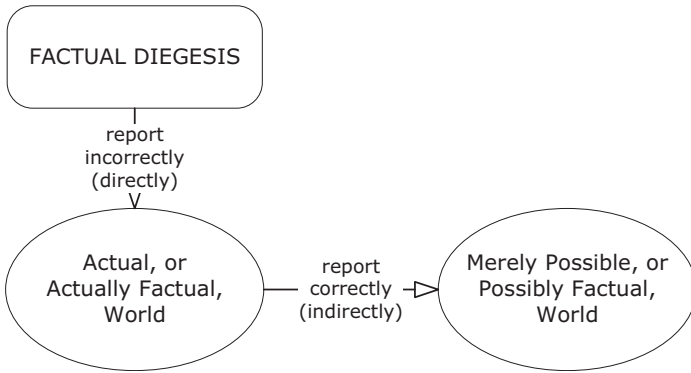 FACTUAL DIEGESIS
report
incorrectly
(directly)
Actual, or
Actually Factual,
World
report
correctly
(indirectly)
Merely Possible, or
Possibly Factual,
World